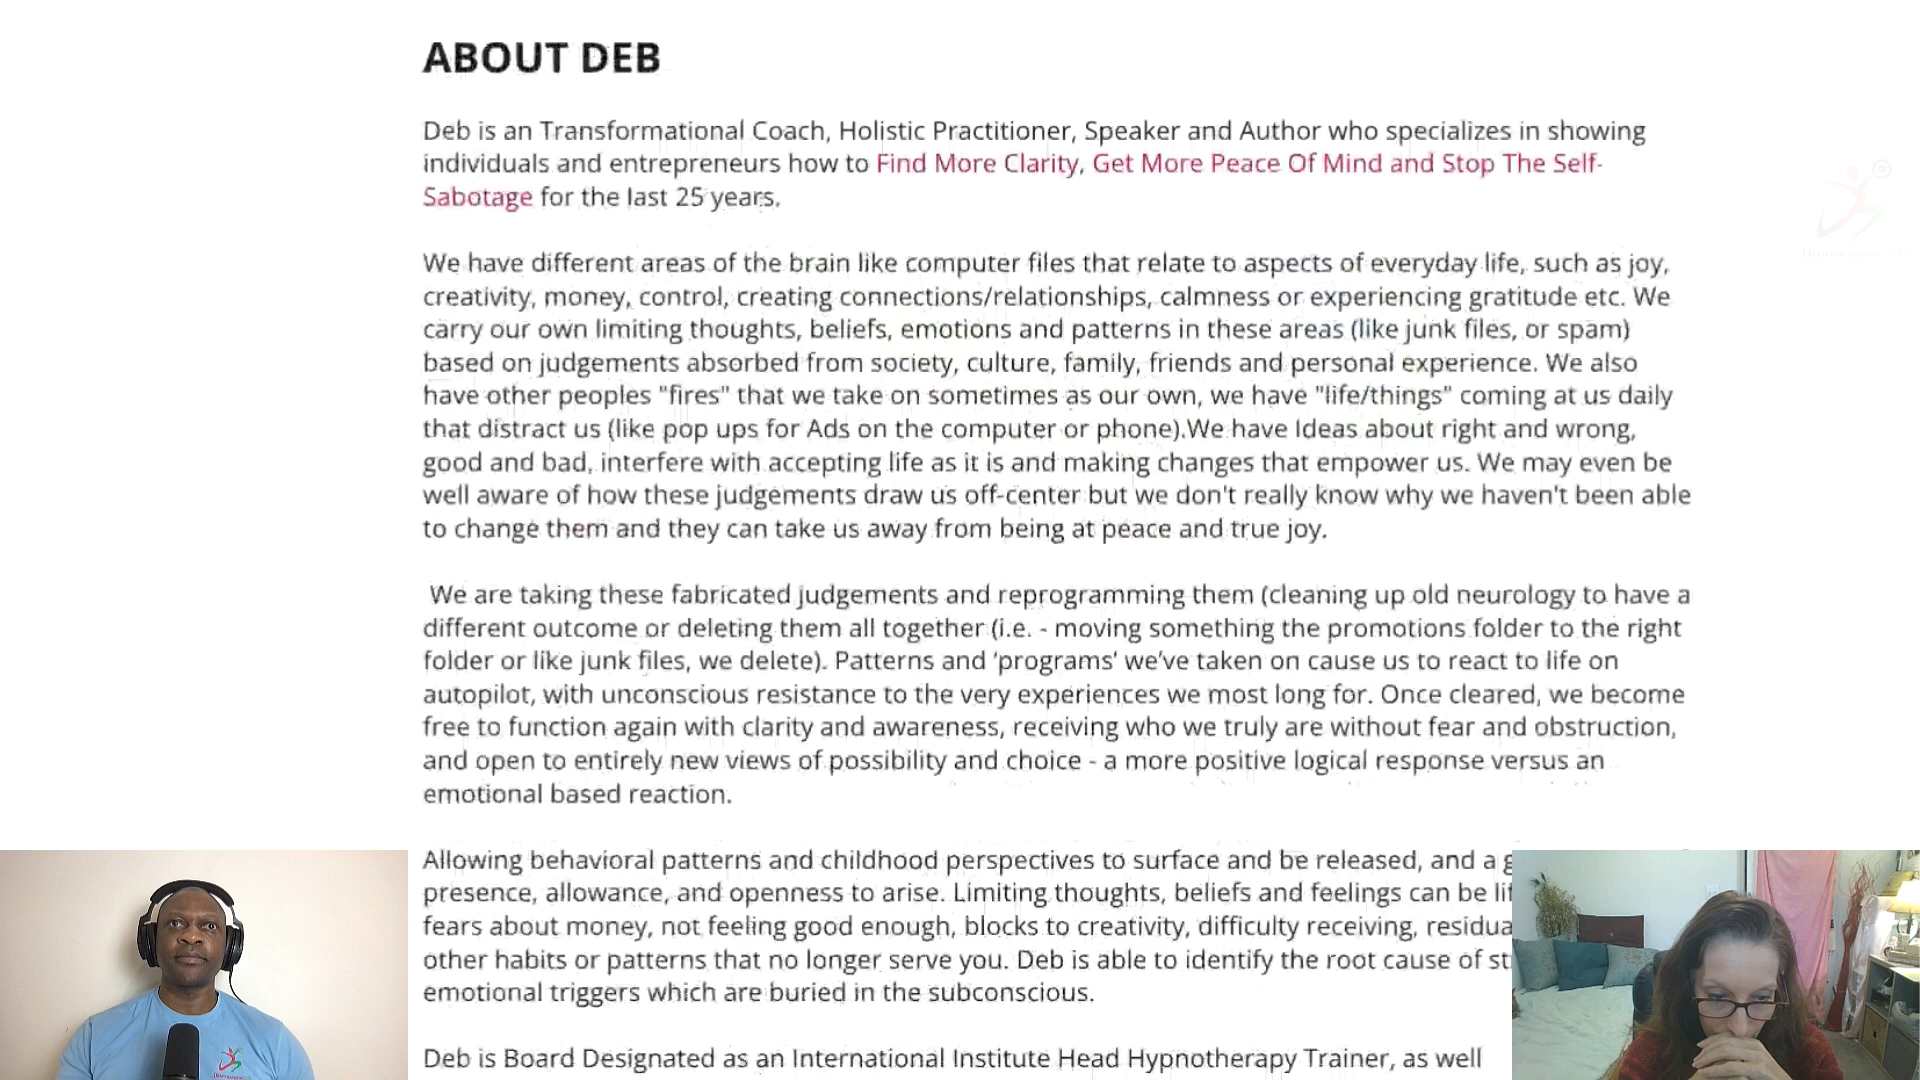 ABOUT DEB
Deb is an Transformational Coach, Holistic Practitioner, Speaker and Author who specializes in showing
individuals and entrepreneurs how to Find More Clarity, Get More Peace Of Mind and Stop The Self-
Sabotage for the last 25 years.
We have different areas of the brain like computer files that relate to aspects of everyday life, such as joy,
creativity, money, control, creating connections/relationships, calmness or experiencing gratitude etc. We
carry our own limiting thoughts, beliefs, emotions and patterns in these areas (like junk files, or spam)
based on judgements absorbed from society, culture, family, friends and personal experience. We also
have other peoples "fires" that we take on sometimes as our own, we have "life/things" coming at us daily
that distract us (like pop ups for Ads on the computer or phone).We have Ideas about right and wrong,
good and bad, interfere with accepting life as it is and making changes that empower us. We may even be
well aware of how these judgements draw us off-center but we don't really know why we haven't been able
to change them and they can take us away from being at peace and true joy.
We are taking these fabricated judgements and reprogramming them (cleaning up old neurology to have a
different outcome or deleting them all together (i.e. - moving something the promotions folder to the right
folder or like junk files, we delete). Patterns and 'programs' we've taken on cause us to react to life on
autopilot, with unconscious resistance to the very experiences we most long for. Once cleared, we become
free to function again with clarity and awareness, receiving who we truly are without fear and obstruction,
and open to entirely new views of possibility and choice - a more positive logical response versus an
emotional based reaction.
Allowing behavioral patterns and childhood perspectives to surface and be released, and a
presence, allowance, and openness to arise. Limiting thoughts, beliefs and feelings can be
fears about money, not feeling good enough, blocks to creativity, difficulty receiving,
other habits or patterns that no longer serve you. Deb is able to identify the root cause of
emotional triggers which are buried in the subconscious.
Deb is Board Designated as an International Institute Head Hypnotherapy Trainer, as well